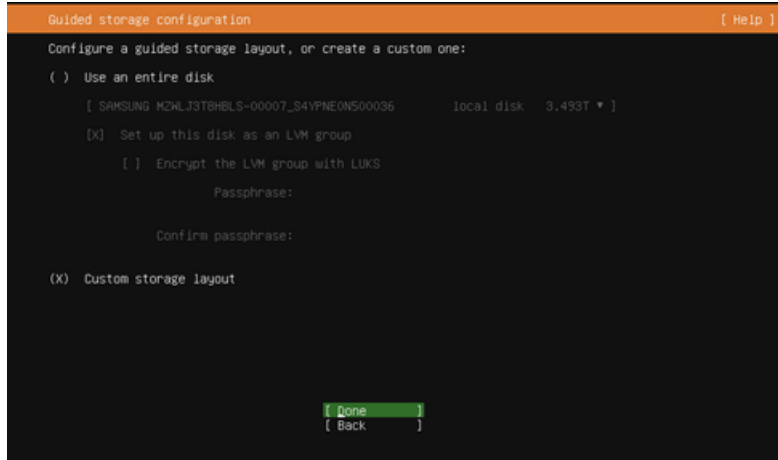 Guided storage configuration [ Help ]
Configure a guided storage layout, or create a custom one:
( ) Use an entire disk
[ SAMSUNG MZWLJ3T8HBLS-00007_S4YPNE0N500036 local disk 3.493T ▾ ]
[X] Set up this disk as an LVM group
[ ] Encrypt the LVM group with LUKS
Passphrase:
Confirm passphrase:
(X) Custom storage layout
[ Done ]
[ Back ]